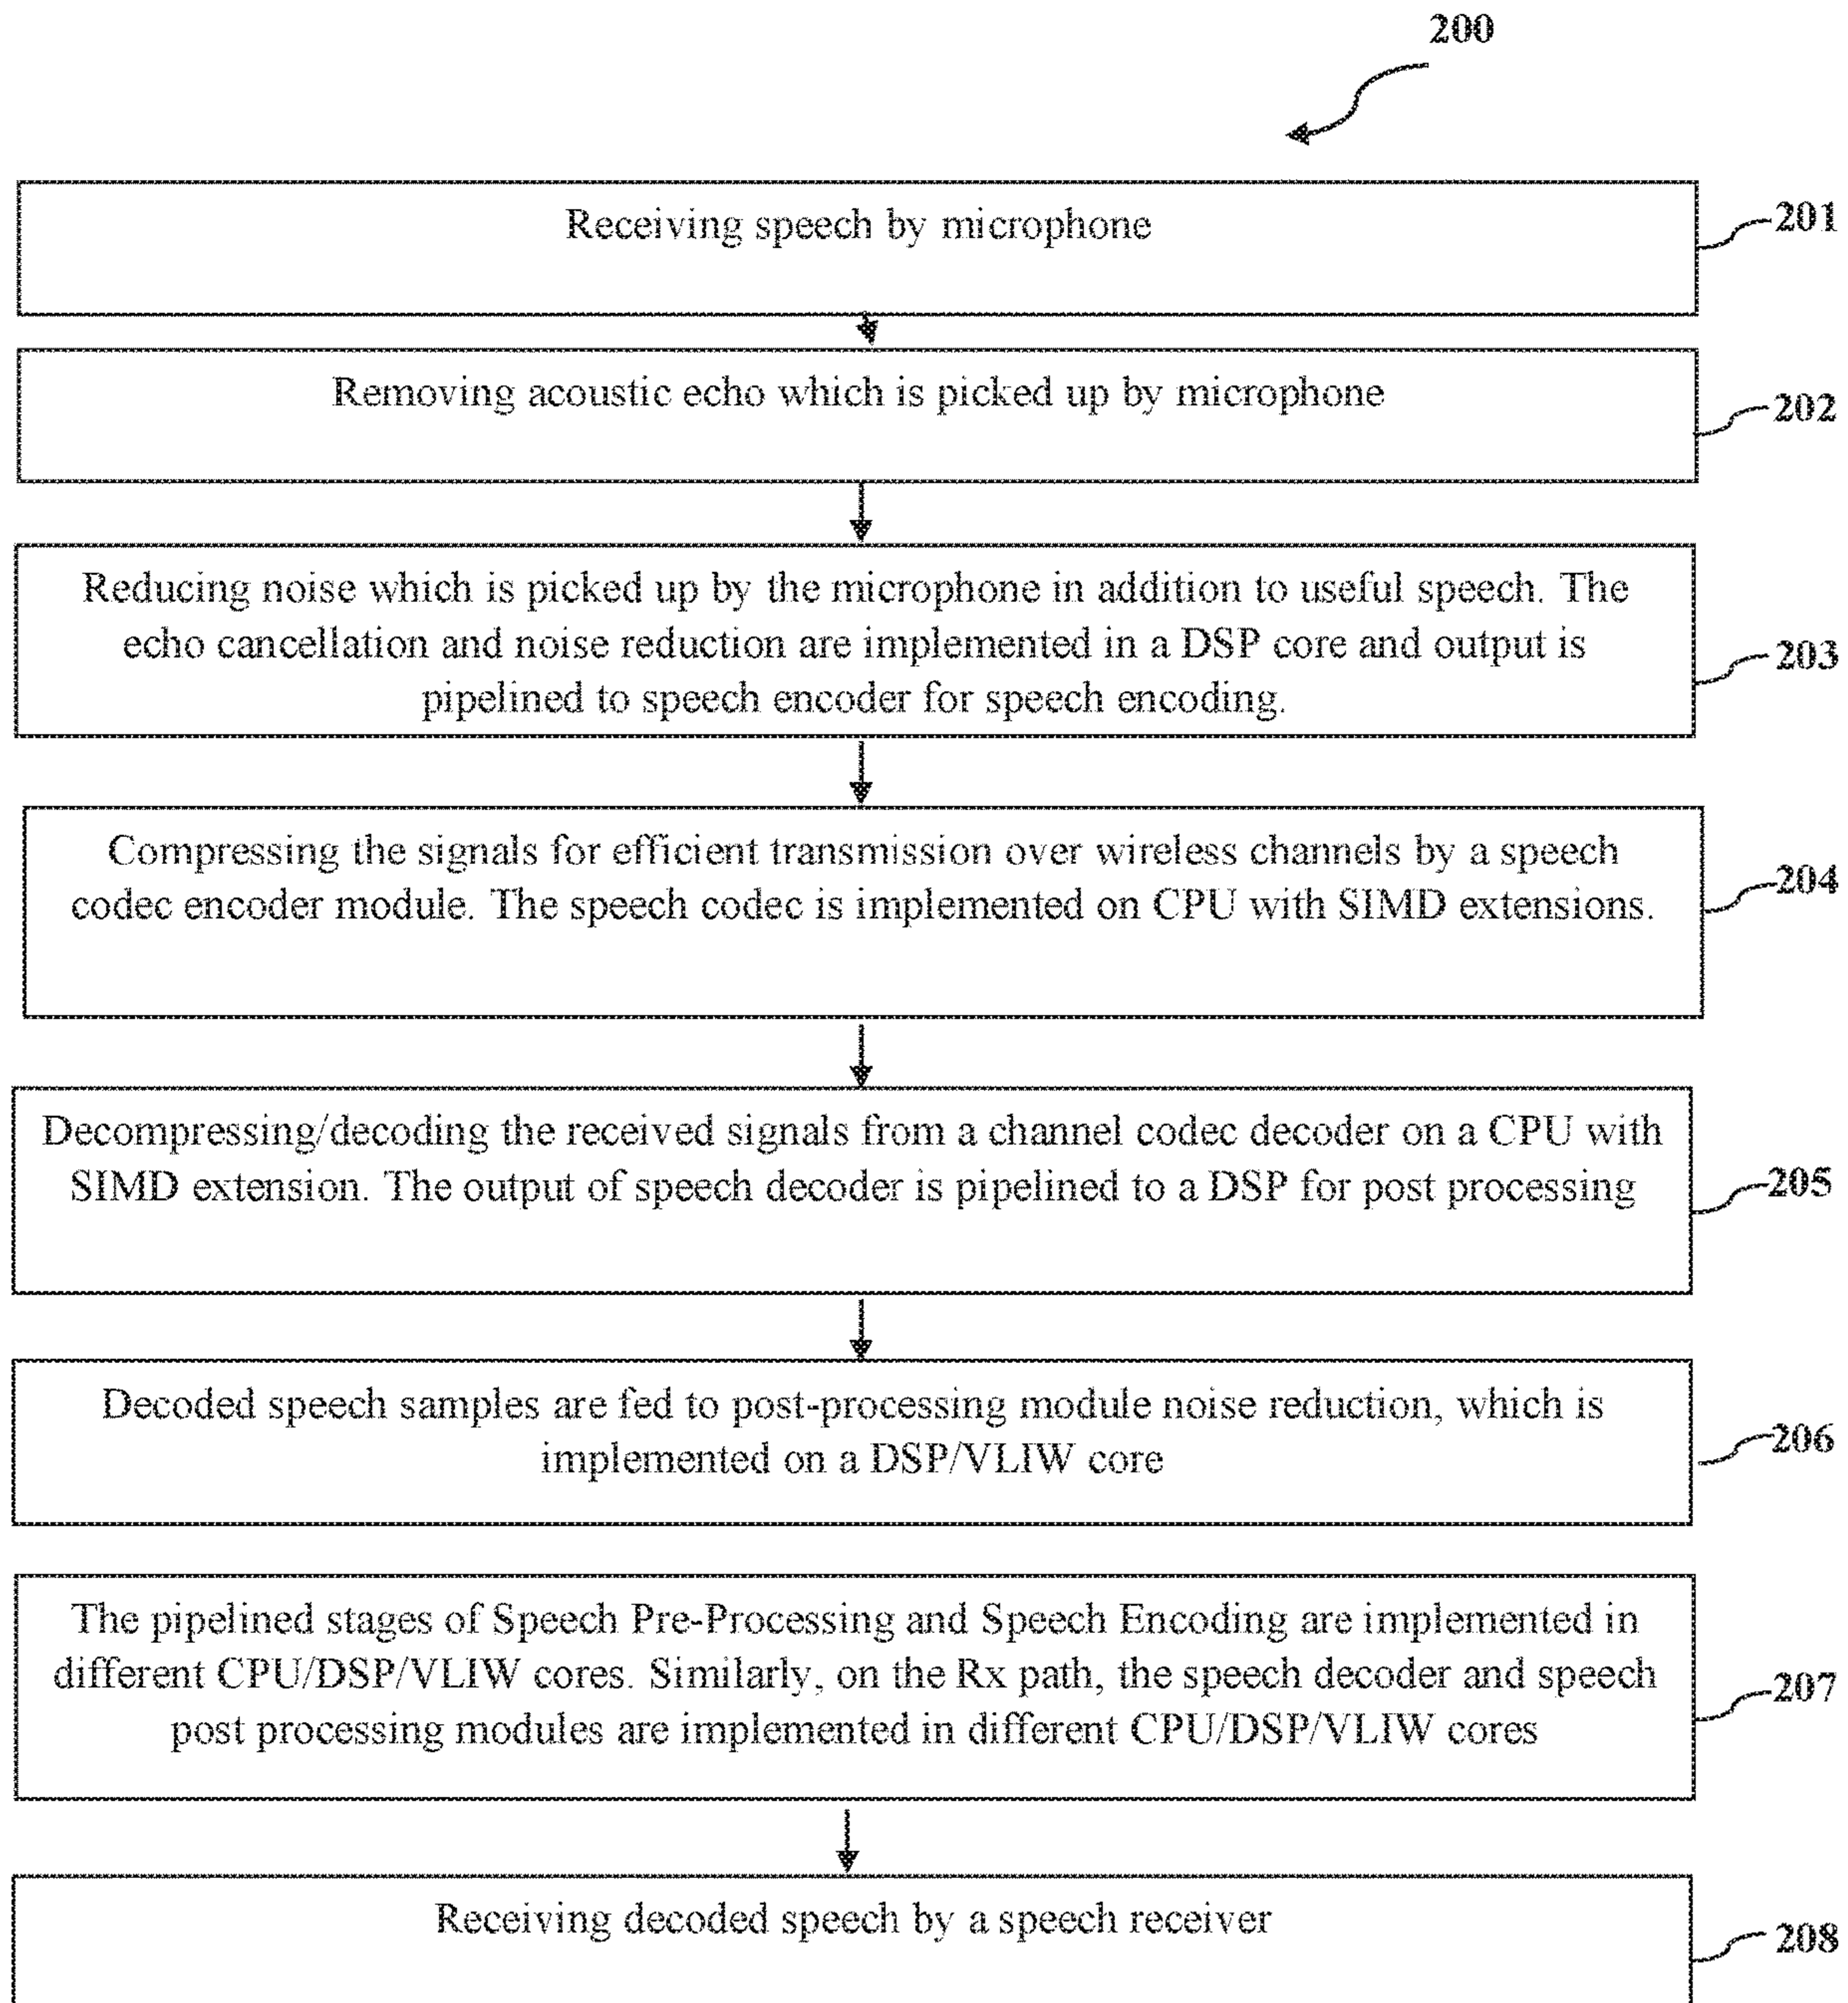 200
Receiving speech by microphone
201
Removing acoustic echo which is picked up by microphone
202
Reducing noise which is picked up by the microphone in addition to useful speech. The
echo cancellation and noise reduction are implemented in a DSP core and output is
pipelined to speech encoder for speech encoding.
203
Compressing the signals for efficient transmission over wireless channels by a speech
codec encoder module. The speech codec is implemented on CPU with SIMD extensions.
204
Decompressing/decoding the received signals from a channel codec decoder on a CPU with
SIMD extension. The output of speech decoder is pipelined to a DSP for post processing
205
Decoded speech samples are fed to post-processing module noise reduction, which is
implemented on a DSP/VLIW core
206
The pipelined stages of Speech Pre-Processing and Speech Encoding are implemented in
different CPU/DSP/VLIW cores. Similarly, on the Rx path, the speech decoder and speech
post processing modules are implemented in different CPU/DSP/VLIW cores
207
Receiving decoded speech by a speech receiver
208